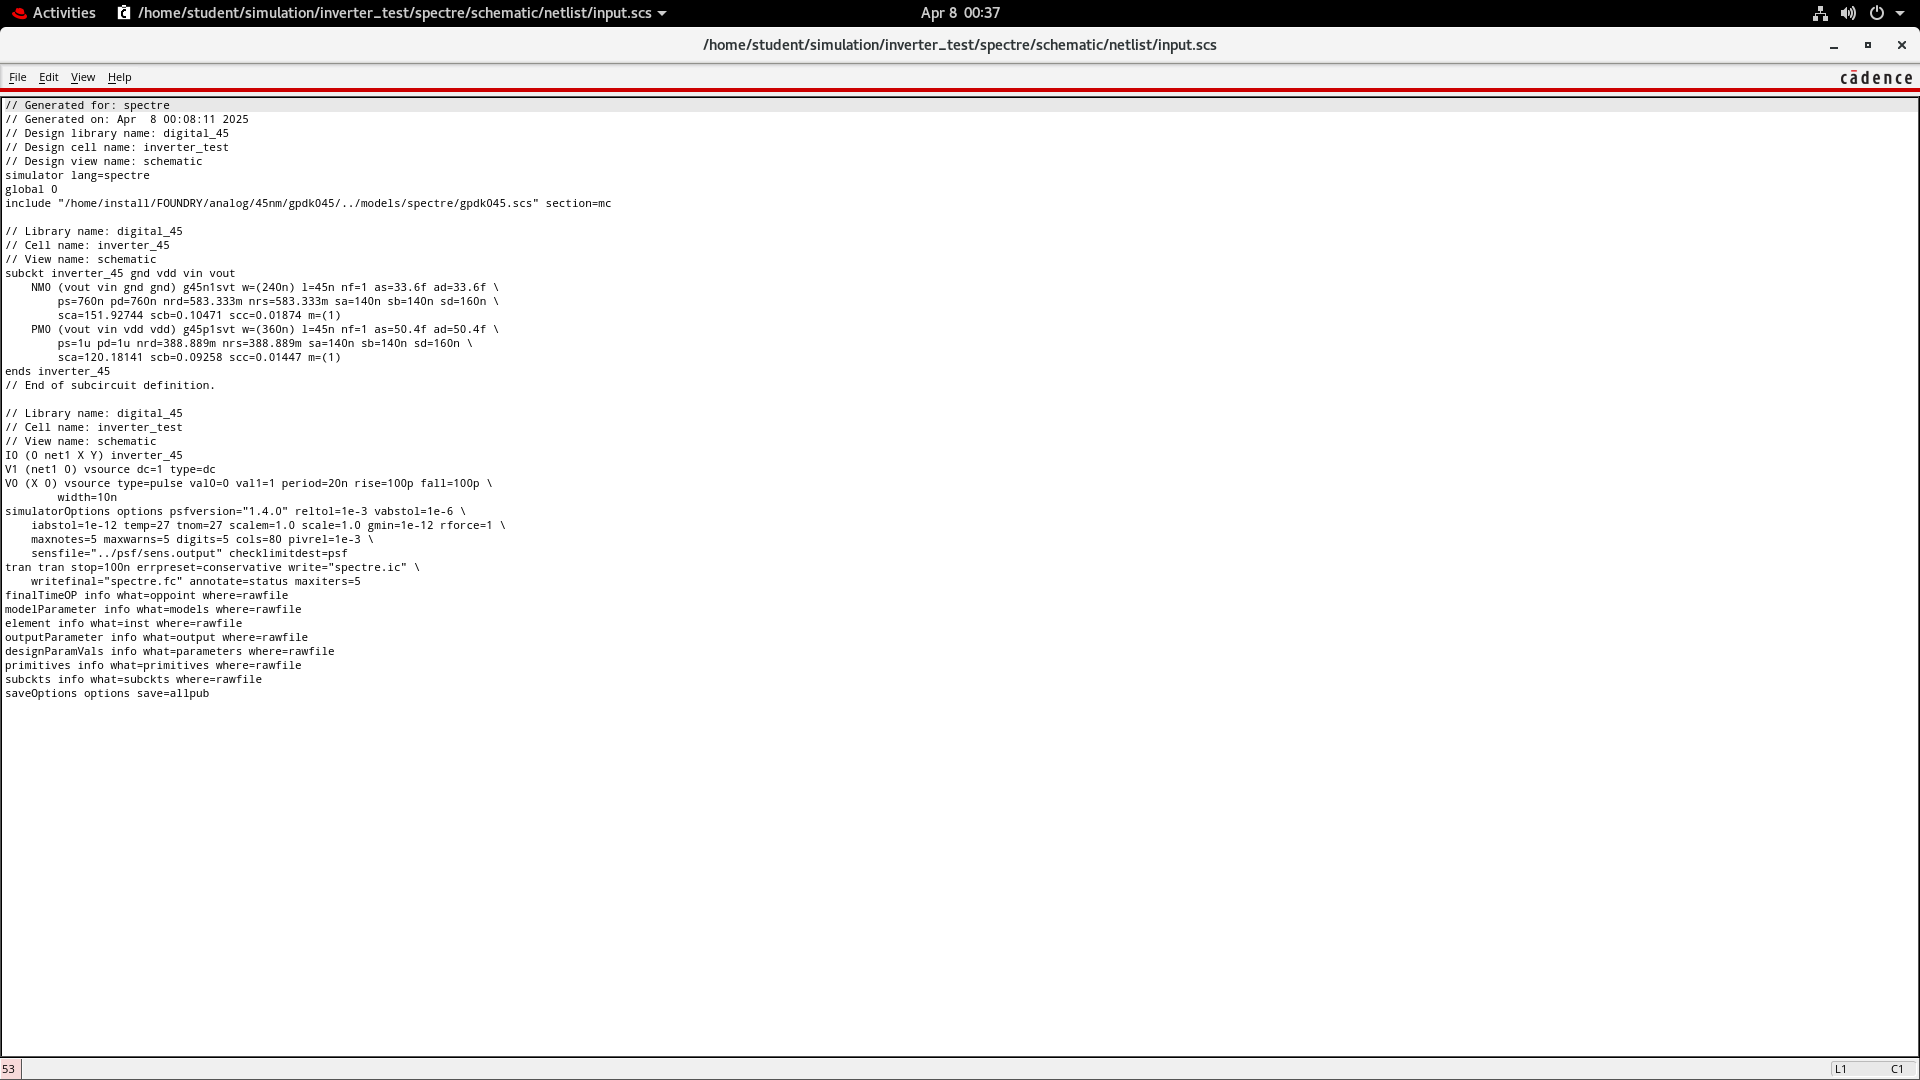 Activities /home/student/simulation/inverter_test/spectre/schematic/netlist/input.scs Apr 8 00:37
/home/student/simulation/inverter_test/spectre/schematic/netlist/input.scs
File Edit View Help cādence
// Generated for: spectre
// Generated on: Apr  8 00:08:11 2025
// Design library name: digital_45
// Design cell name: inverter_test
// Design view name: schematic
simulator lang=spectre
global 0
include "/home/install/FOUNDRY/analog/45nm/gpdk045/../models/spectre/gpdk045.scs" section=mc
// Library name: digital_45
// Cell name: inverter_45
// View name: schematic
subckt inverter_45 gnd vdd vin vout
    NM0 (vout vin gnd gnd) g45n1svt w=(240n) l=45n nf=1 as=33.6f ad=33.6f \
        ps=760n pd=760n nrd=583.333m nrs=583.333m sa=140n sb=140n sd=160n \
        sca=151.92744 scb=0.10471 scc=0.01874 m=(1)
    PM0 (vout vin vdd vdd) g45p1svt w=(360n) l=45n nf=1 as=50.4f ad=50.4f \
        ps=1u pd=1u nrd=388.889m nrs=388.889m sa=140n sb=140n sd=160n \
        sca=120.18141 scb=0.09258 scc=0.01447 m=(1)
ends inverter_45
// End of subcircuit definition.
// Library name: digital_45
// Cell name: inverter_test
// View name: schematic
I0 (0 net1 X Y) inverter_45
V1 (net1 0) vsource dc=1 type=dc
V0 (X 0) vsource type=pulse val0=0 val1=1 period=20n rise=100p fall=100p \
        width=10n
simulatorOptions options psfversion="1.4.0" reltol=1e-3 vabstol=1e-6 \
    iabstol=1e-12 temp=27 tnom=27 scalem=1.0 scale=1.0 gmin=1e-12 rforce=1 \
    maxnotes=5 maxwarns=5 digits=5 cols=80 pivrel=1e-3 \
    sensfile="../psf/sens.output" checklimitdest=psf
tran tran stop=100n errpreset=conservative write="spectre.ic" \
    writefinal="spectre.fc" annotate=status maxiters=5
finalTimeOP info what=oppoint where=rawfile
modelParameter info what=models where=rawfile
element info what=inst where=rawfile
outputParameter info what=output where=rawfile
designParamVals info what=parameters where=rawfile
primitives info what=primitives where=rawfile
subckts info what=subckts where=rawfile
saveOptions options save=allpub
53 L1 C1